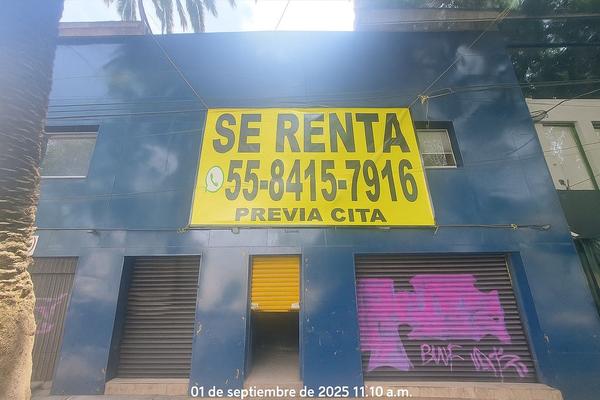 SE RENTA
55-8415-7916
PREVIA CITA
01 de septiembre de 2025 11.10 a.m.